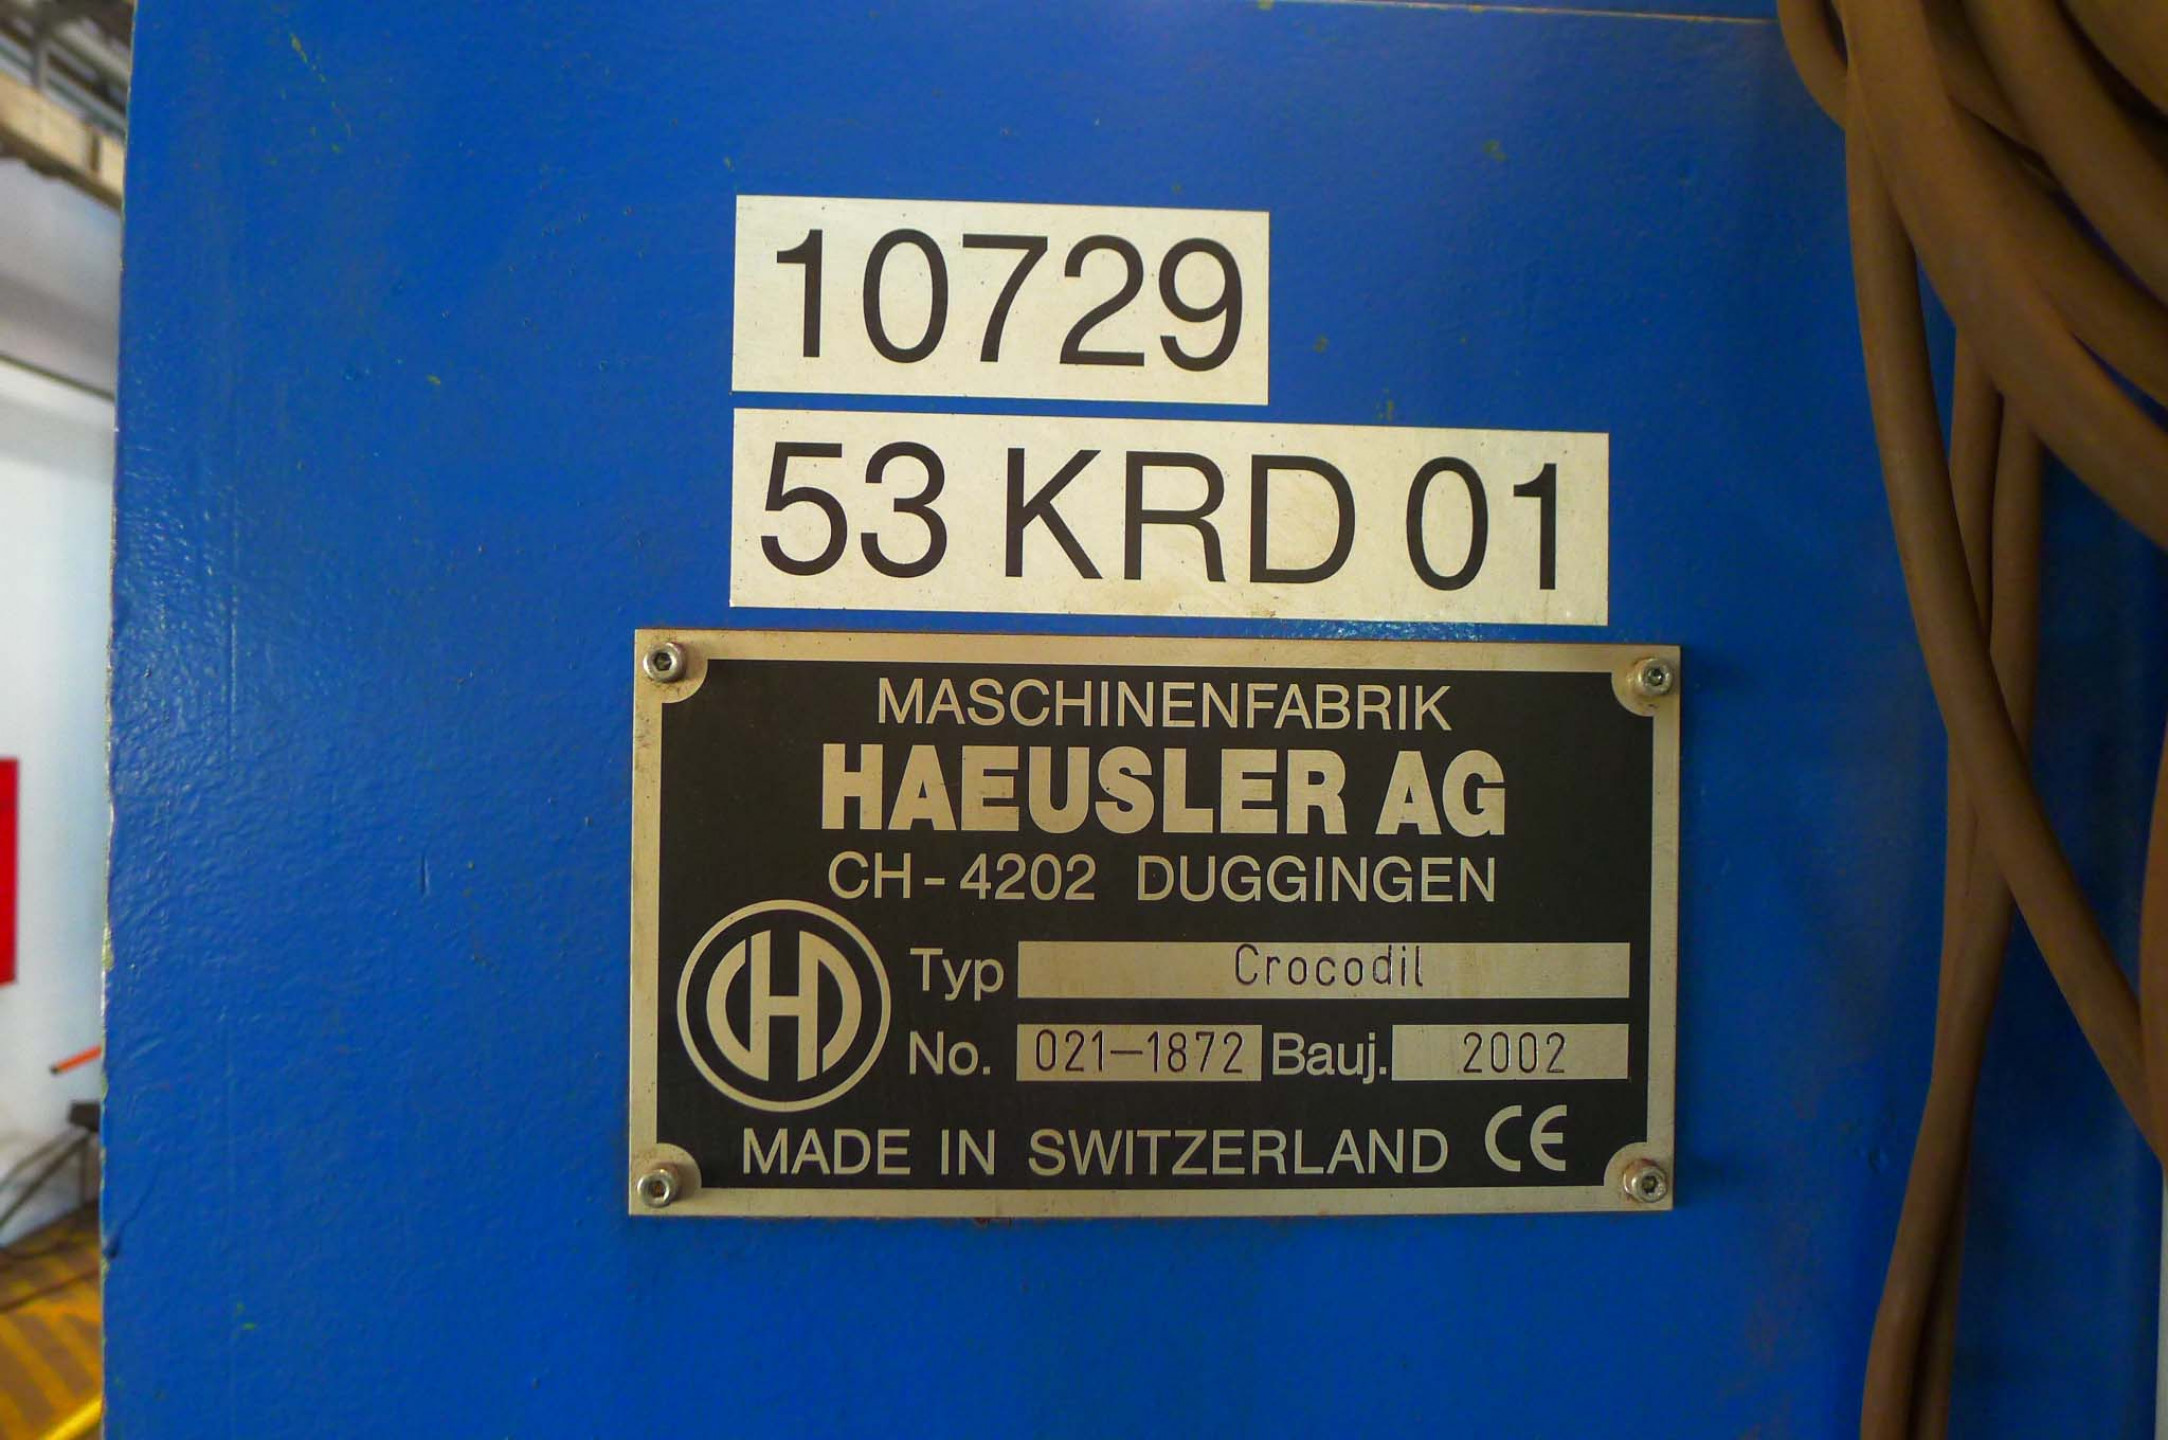 10729
53 KRD 01
MASCHINENFABRIK
HAEUSLER AG
CH-4202 DUGGINGEN
Typ Crocodil
No. 021-1872 Bauj. 2002
MADE IN SWITZERLAND CE